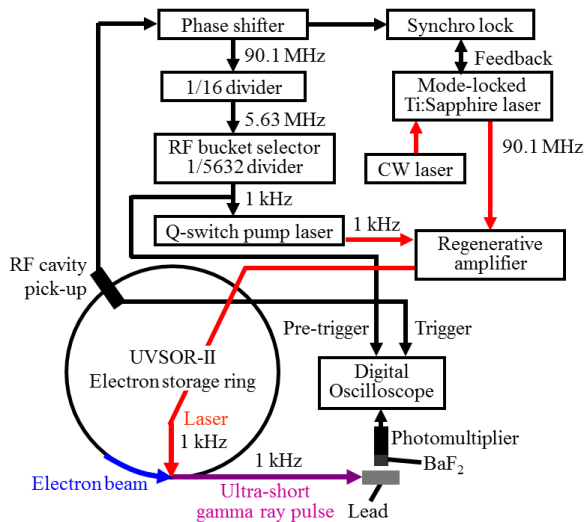 Phase shifter
Synchro lock
90.1 MHz
Feedback
1/16 divider
Mode-locked
Ti:Sapphire laser
5.63 MHz
RF bucket selector
1/5632 divider
90.1 MHz
CW laser
1 kHz
Q-switch pump laser
1 kHz
Regenerative
amplifier
RF cavity
pick-up
Pre-trigger
Trigger
UVSOR-II
Electron storage ring
Digital
Oscilloscope
Laser
1 kHz
Photomultiplier
BaF2
1 kHz
Electron beam
Ultra-short
gamma ray pulse
Lead